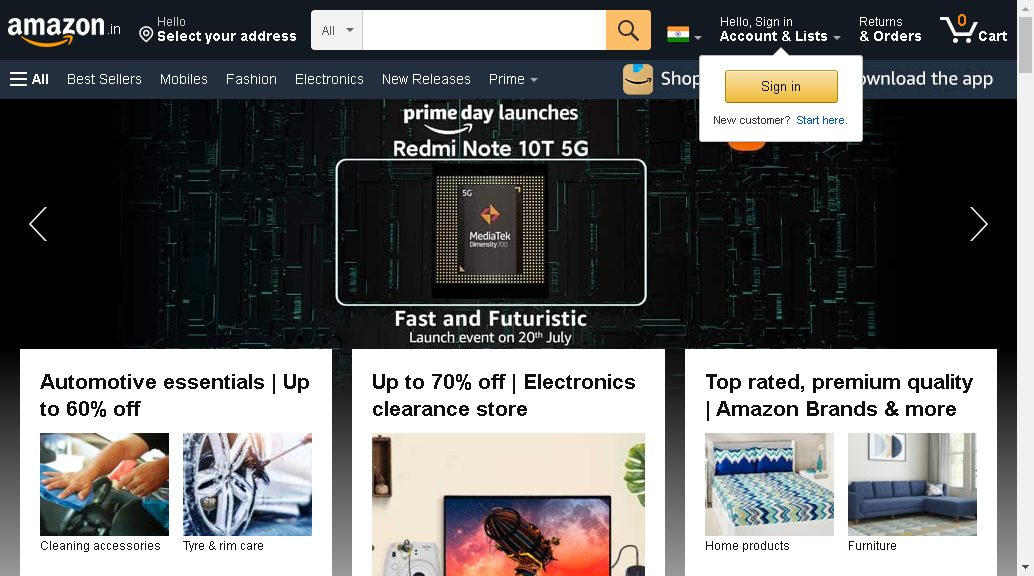 amazon.in
Hello
Select your address
All
Hello, Sign in
Account & Lists
Returns
& Orders
0
Cart
All
Best Sellers
Mobiles
Fashion
Electronics
New Releases
Prime
Shop
ownload the app
Sign in
New customer? Start here.
prime day launches
Redmi Note 10T 5G
5G
MediaTek
Dimensity 700
Fast and Futuristic
Launch event on 20th July
Automotive essentials | Up
to 60% off
Cleaning accessories
Tyre & rim care
Up to 70% off | Electronics
clearance store
Top rated, premium quality
| Amazon Brands & more
Home products
Furniture